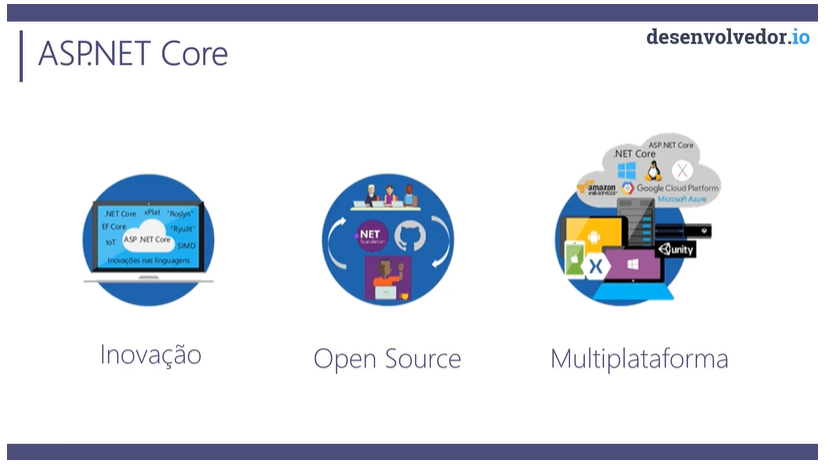 desenvolvedor.io
ASP.NET Core
.NET Core xPlat "Roslyn"
EF Core "RyuJit"
IoT ASP .NET Core SIMD
Inovações nas linguagens
.NET
foundation
ASP.NET Core
.NET Core
amazon
web services
Google Cloud Platform
Microsoft Azure
unity
Inovação
Open Source
Multiplataforma